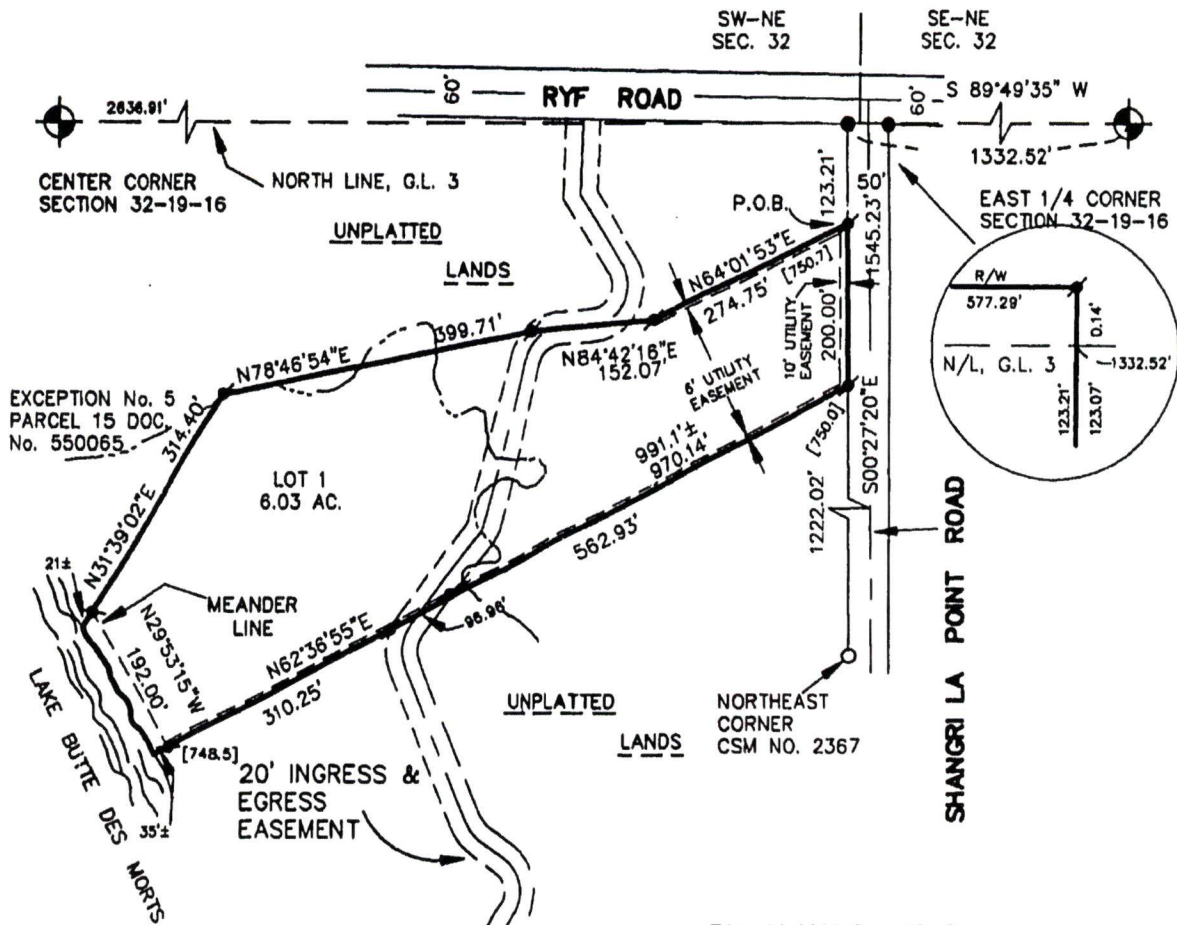 SW-NE
SEC. 32
SE-NE
SEC. 32
60'
RYF ROAD
60'
S 89°49'35" W
2636.91'
1332.52'
CENTER CORNER
SECTION 32-19-16
NORTH LINE, G.L. 3
EAST 1/4 CORNER
SECTION 32-19-16
UNPLATTED
LANDS
P.O.B.
123.21'
50'
1545.23'
R/W
577.29'
0.14'
N/L, G.L. 3
1332.52'
123.21'
123.07'
N64°01'53"E
[750.7]
274.75'
10' UTILITY
EASEMENT
200.00'
N78°46'54"E
399.71'
N84°42'16"E
152.07'
6' UTILITY
EASEMENT
EXCEPTION No. 5
PARCEL 15 DOC.
No. 550065
314.40'
N31°39'02"E
LOT 1
6.03 AC.
991.1'±
970.14'
[750.0]
562.93'
S00°27'20"E
1222.02'
21±
MEANDER
LINE
N29°53'15"W
192.00'
N62°36'55"E
310.25'
96.96'
[748.5]
35'±
LAKE BUTTE DES MORTS
20' INGRESS &
EGRESS
EASEMENT
UNPLATTED
LANDS
NORTHEAST
CORNER
CSM NO. 2367
SHANGRI LA POINT ROAD